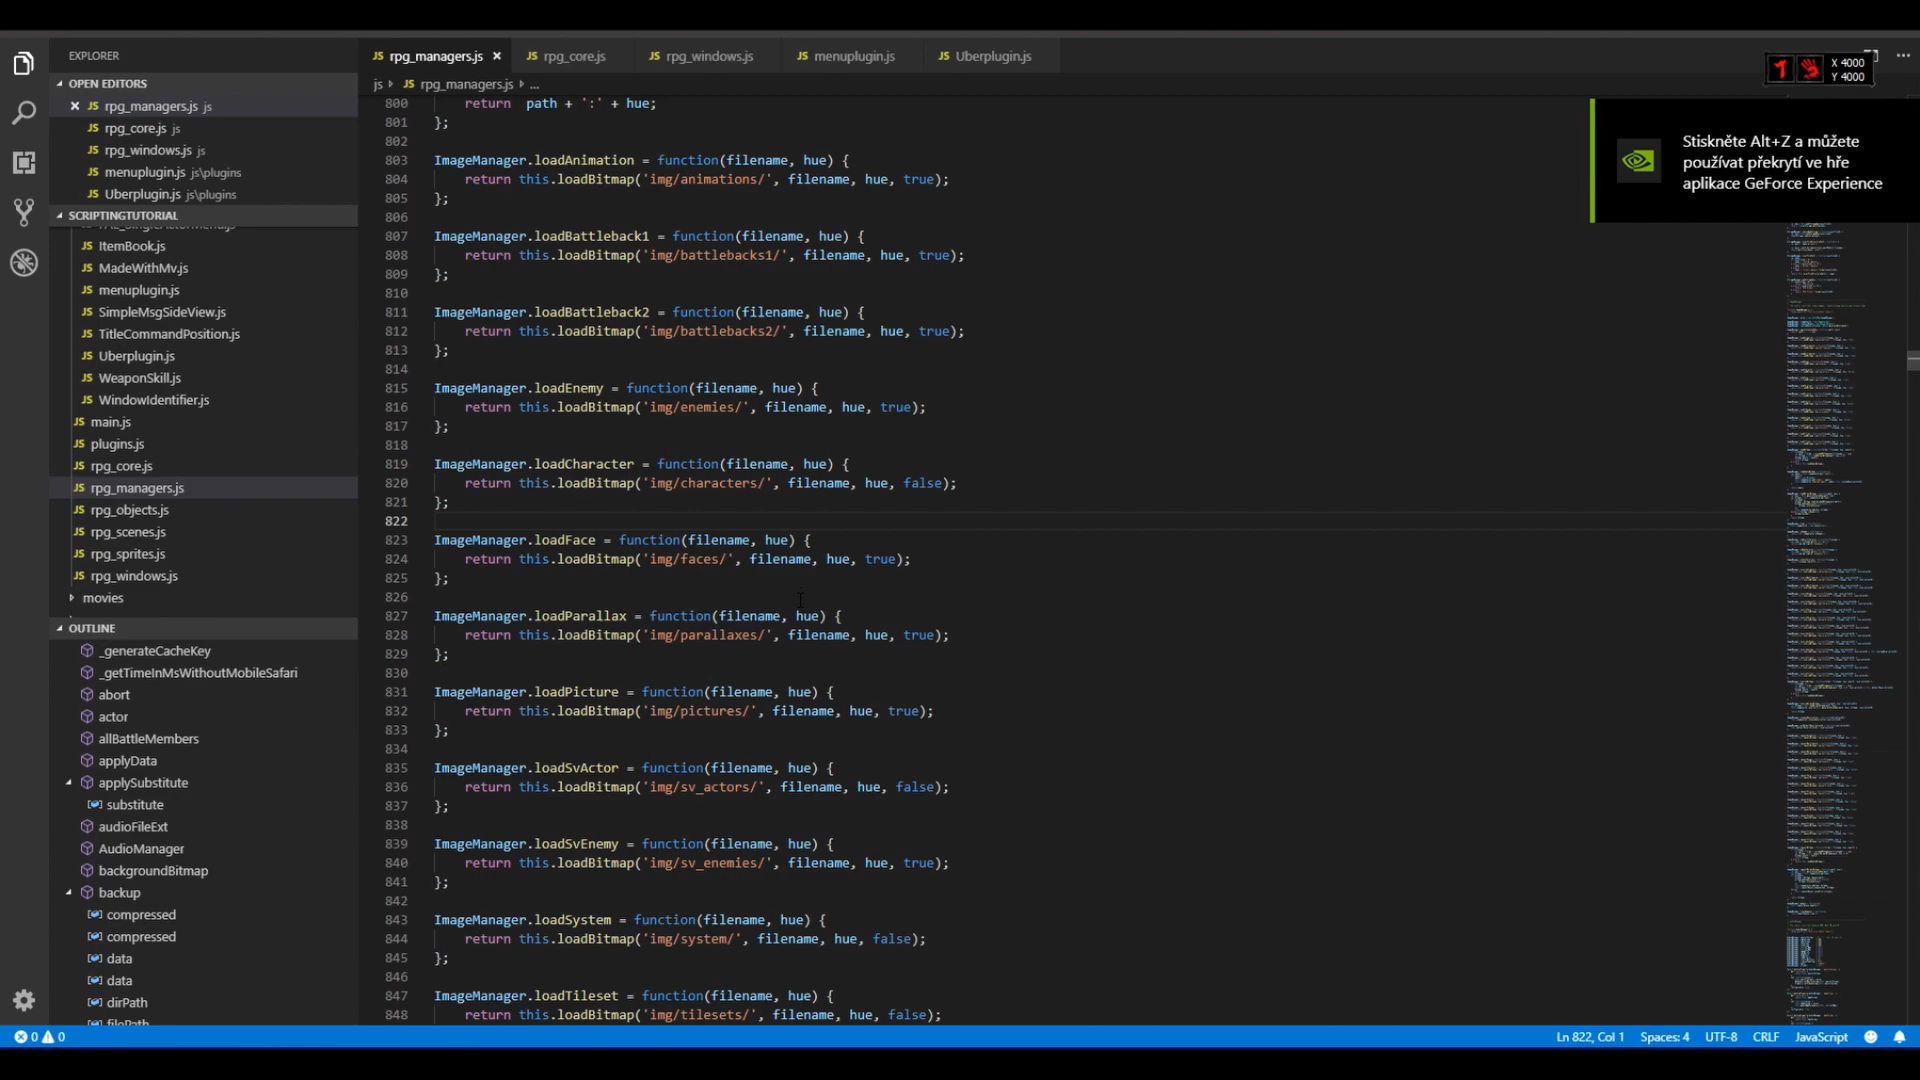 EXPLORER
OPEN EDITORS
rpg_managers.js js
rpg_core.js js
rpg_windows.js js
menuplugin.js js\plugins
Uberplugin.js js\plugins
SCRIPTINGTUTORIAL
ItemBook.js
MadeWithMv.js
menuplugin.js
SimpleMsgSideView.js
TitleCommandPosition.js
Uberplugin.js
WeaponSkill.js
WindowIdentifier.js
main.js
plugins.js
rpg_core.js
rpg_managers.js
rpg_objects.js
rpg_scenes.js
rpg_sprites.js
rpg_windows.js
movies
OUTLINE
_generateCacheKey
_getTimeInMsWithoutMobileSafari
abort
actor
allBattleMembers
applyData
applySubstitute
substitute
audioFileExt
AudioManager
backgroundBitmap
backup
compressed
compressed
data
data
dirPath
filePath
JS rpg_managers.js
JS rpg_core.js
JS rpg_windows.js
JS menuplugin.js
JS Uberplugin.js
js JS rpg_managers.js ...
800 return path + ':' + hue;
801 };
802
803 ImageManager.loadAnimation = function(filename, hue) {
804 return this.loadBitmap('img/animations/', filename, hue, true);
805 };
806
807 ImageManager.loadBattleback1 = function(filename, hue) {
808 return this.loadBitmap('img/battlebacks1/', filename, hue, true);
809 };
810
811 ImageManager.loadBattleback2 = function(filename, hue) {
812 return this.loadBitmap('img/battlebacks2/', filename, hue, true);
813 };
814
815 ImageManager.loadEnemy = function(filename, hue) {
816 return this.loadBitmap('img/enemies/', filename, hue, true);
817 };
818
819 ImageManager.loadCharacter = function(filename, hue) {
820 return this.loadBitmap('img/characters/', filename, hue, false);
821 };
822
823 ImageManager.loadFace = function(filename, hue) {
824 return this.loadBitmap('img/faces/', filename, hue, true);
825 };
826
827 ImageManager.loadParallax = function(filename, hue) {
828 return this.loadBitmap('img/parallaxes/', filename, hue, true);
829 };
830
831 ImageManager.loadPicture = function(filename, hue) {
832 return this.loadBitmap('img/pictures/', filename, hue, true);
833 };
834
835 ImageManager.loadSvActor = function(filename, hue) {
836 return this.loadBitmap('img/sv_actors/', filename, hue, false);
837 };
838
839 ImageManager.loadSvEnemy = function(filename, hue) {
840 return this.loadBitmap('img/sv_enemies/', filename, hue, true);
841 };
842
843 ImageManager.loadSystem = function(filename, hue) {
844 return this.loadBitmap('img/system/', filename, hue, false);
845 };
846
847 ImageManager.loadTileset = function(filename, hue) {
848 return this.loadBitmap('img/tilesets/', filename, hue, false);
X 4000
Y 4000
Stiskněte Alt+Z a můžete
používat překrytí ve hře
aplikace GeForce Experience
0 0
Ln 822, Col 1 Spaces: 4 UTF-8 CRLF JavaScript